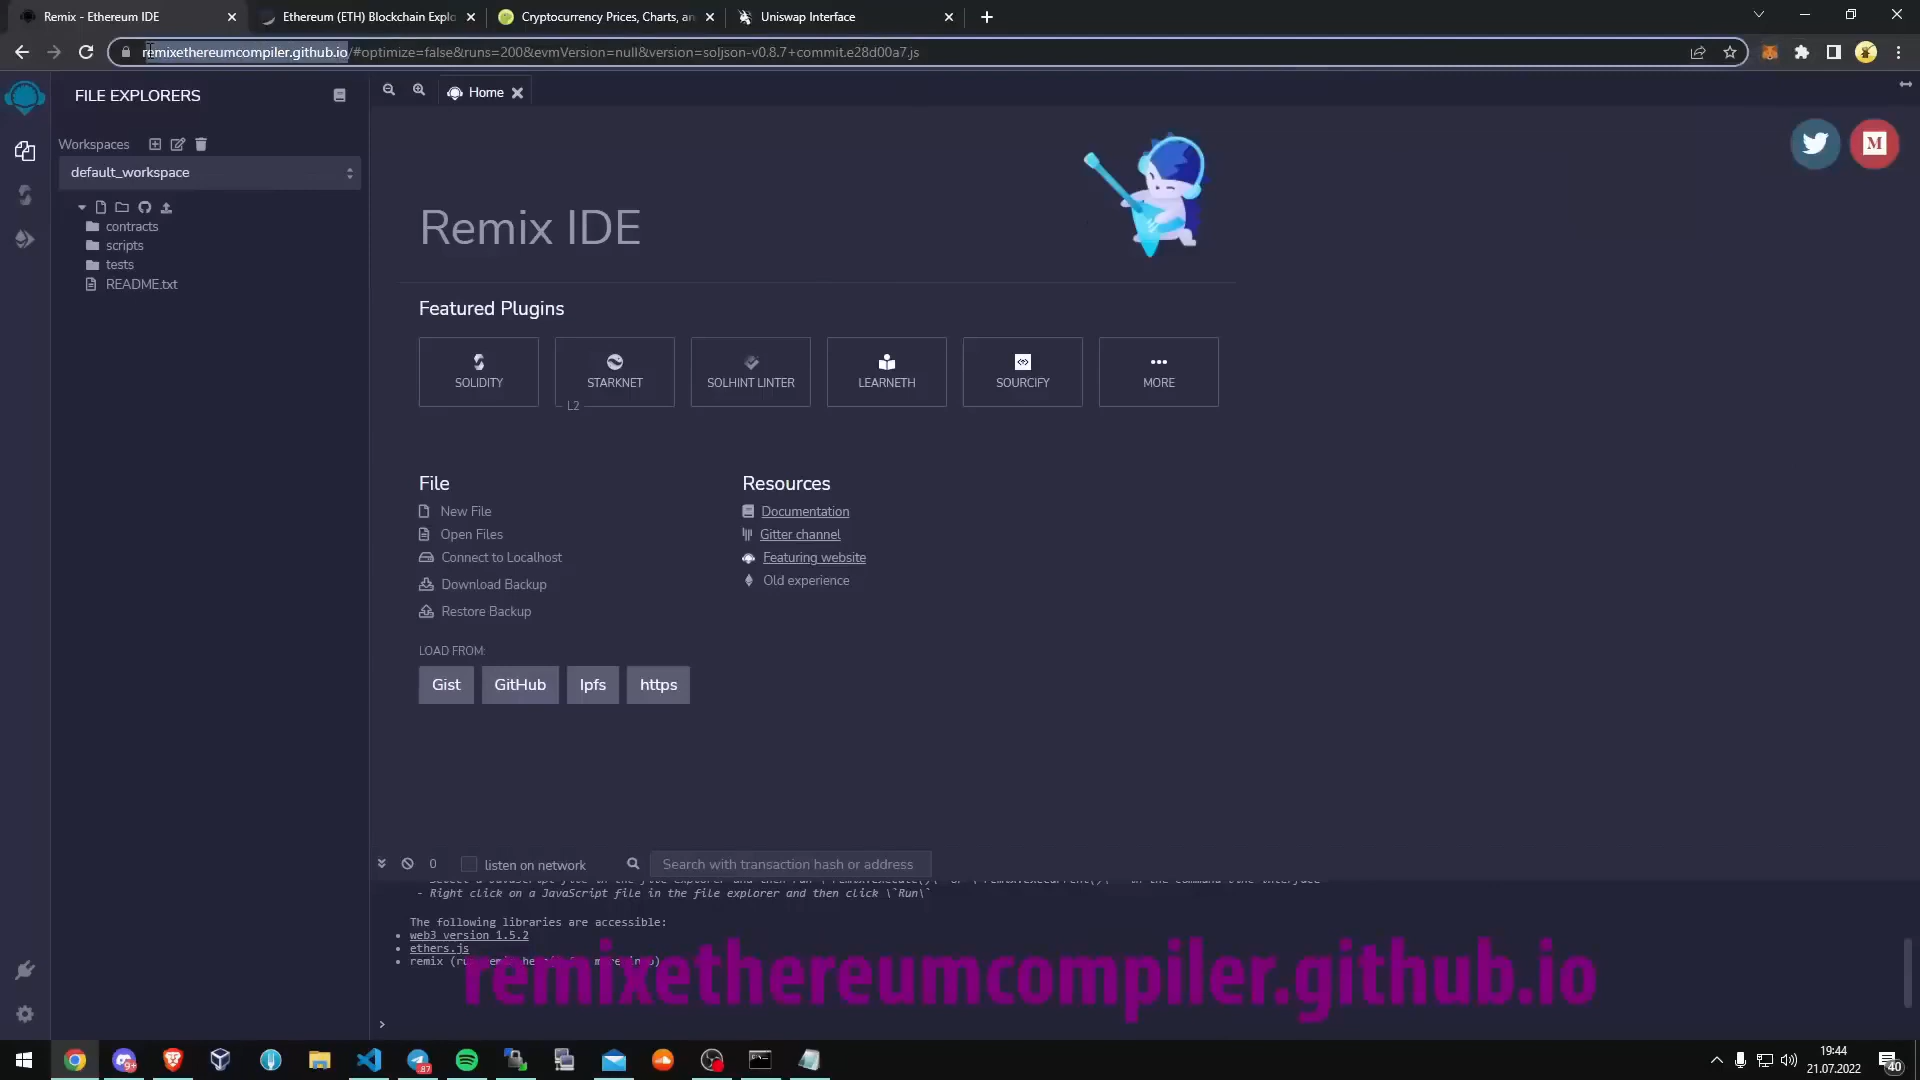 Remix - Ethereum IDE
Ethereum (ETH) Blockchain Explo
Cryptocurrency Prices, Charts, an
Uniswap Interface
remixethereumcompiler.github.io/#optimize=false&runs=200&evmVersion=null&version=soljson-v0.8.7+commit.e28d00a7.js
FILE EXPLORERS
Home
Workspaces
default_workspace
contracts
scripts
tests
README.txt
Remix IDE
M
Featured Plugins
SOLIDITY
STARKNET
L2
SOLHINT LINTER
LEARNETH
SOURCIFY
MORE
File
New File
Open Files
Connect to Localhost
Download Backup
Restore Backup
Resources
Documentation
Gitter channel
Featuring website
Old experience
LOAD FROM:
Gist
GitHub
Ipfs
https
0
listen on network
Search with transaction hash or address
- Right click on a JavaScript file in the file explorer and then click \`Run\`
The following libraries are accessible:
web3 version 1.5.2
ethers.js
remix
remixethereumcompiler.github.io
>
9+
87
19:44
21.07.2022
40